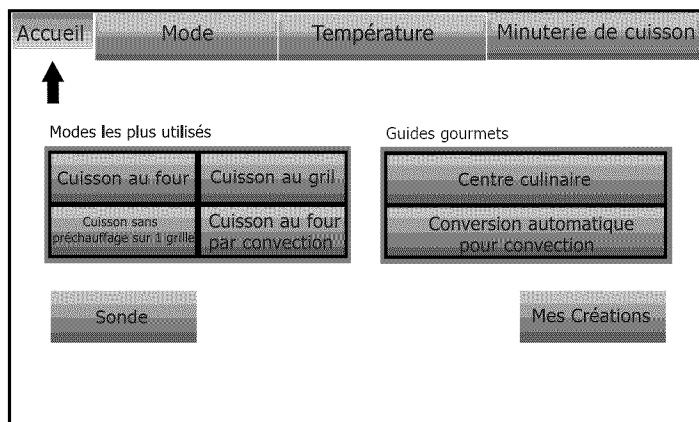 Accueil
Mode
Température
Minuterie de cuisson
Modes les plus utilisés
Guides gourmets
Cuisson au four
Cuisson au gril
Cuisson sans
préchauffage sur 1 grille
Cuisson au four
par convection
Centre culinaire
Conversion automatique
pour convection
Sonde
Mes Créations